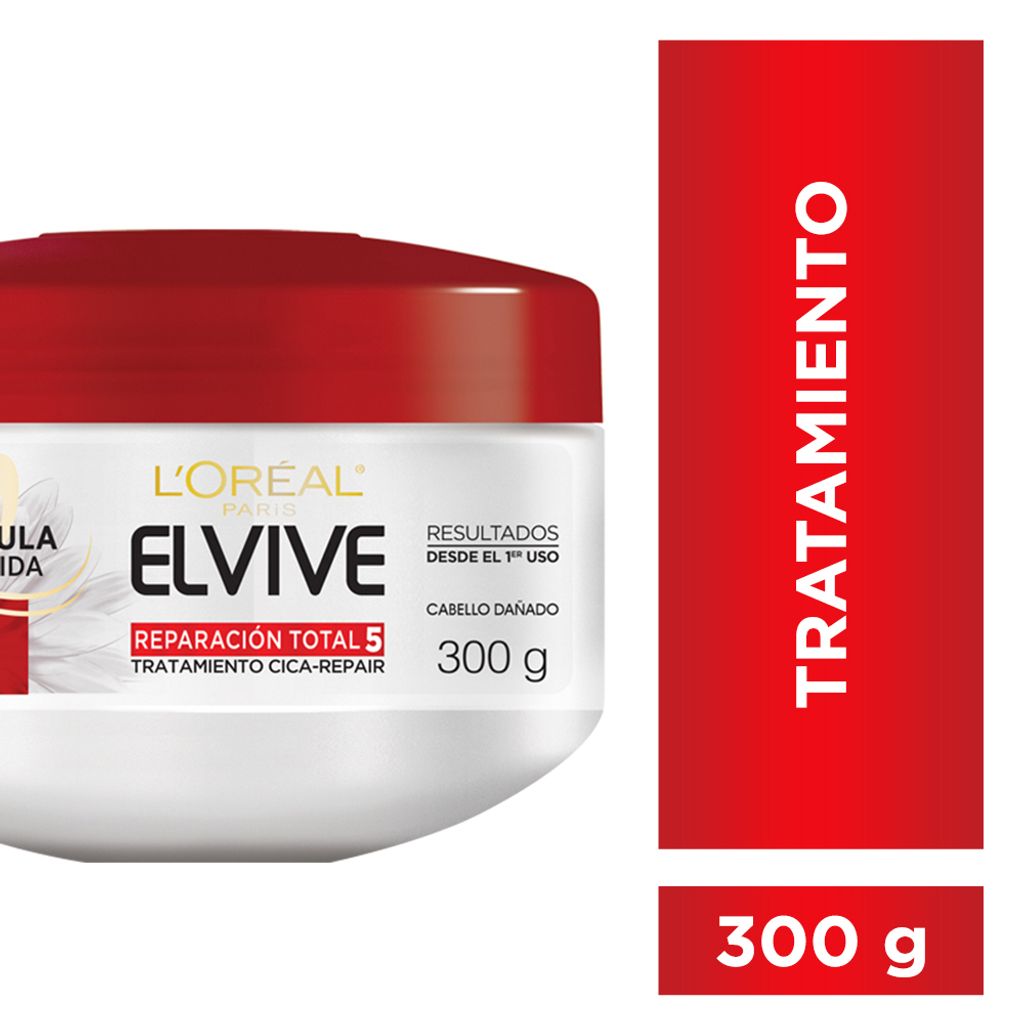 L'ORÉAL®
PARIS
ELVIVE
REPARACIÓN TOTAL 5
TRATAMIENTO CICA-REPAIR
RESULTADOS
DESDE EL 1ER USO
CABELLO DAÑADO
300 g
TRATAMIENTO
300 g